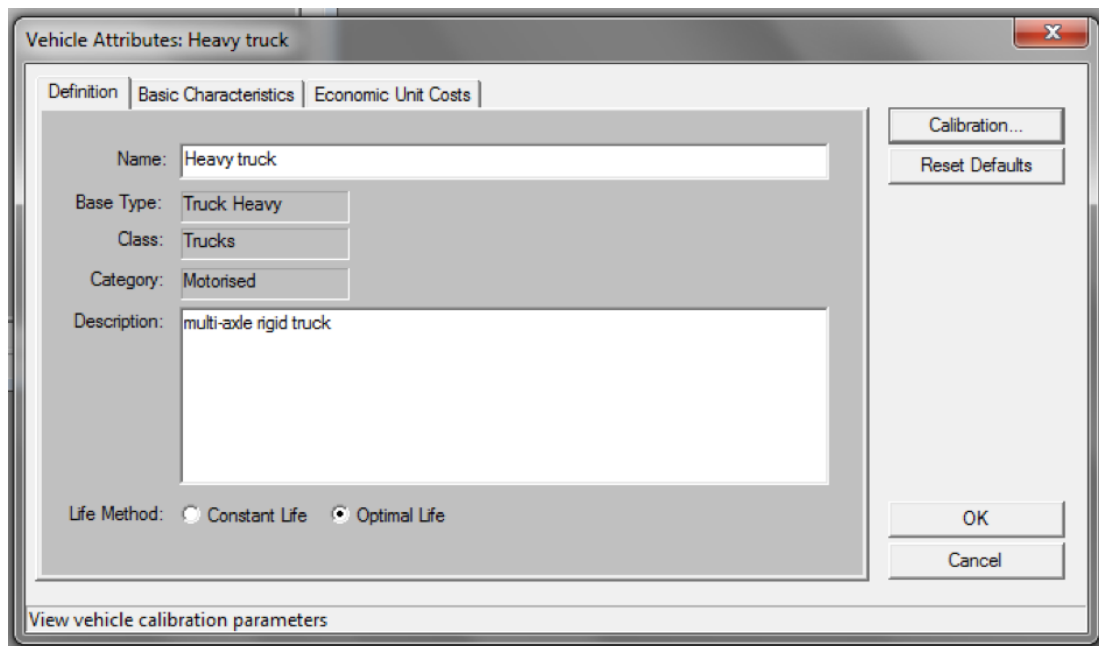 Vehicle Attributes: Heavy truck
Definition Basic Characteristics Economic Unit Costs
Calibration...
Name: Heavy truck
Reset Defaults
Base Type: Truck Heavy
Class: Trucks
Category: Motorised
Description: multi-axle rigid truck
Life Method: Constant Life Optimal Life
OK
Cancel
View vehicle calibration parameters